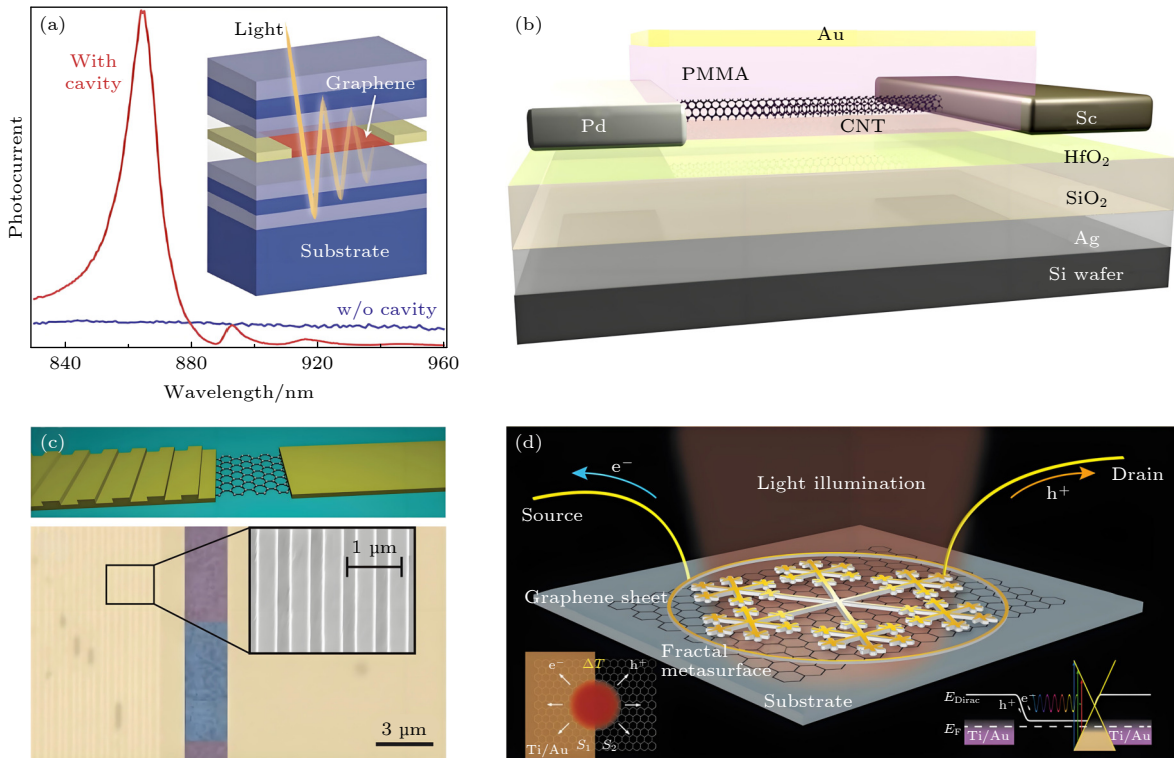 (a)
Light
With
cavity
Graphene
Substrate
w/o cavity
Photocurrent
840
880
920
960
Wavelength/nm
(b)
Au
PMMA
Pd
Sc
CNT
HfO₂
SiO₂
Ag
Si wafer
(c)
1 µm
3 µm
(d)
e⁻
Light illumination
h⁺
Drain
Source
Graphene sheet
Fractal
metasurface
Substrate
e⁻
ΔT
h⁺
Ti/Au
S₁
S₂
E_Dirac
h⁺
e⁻
E_F
Ti/Au
Ti/Au